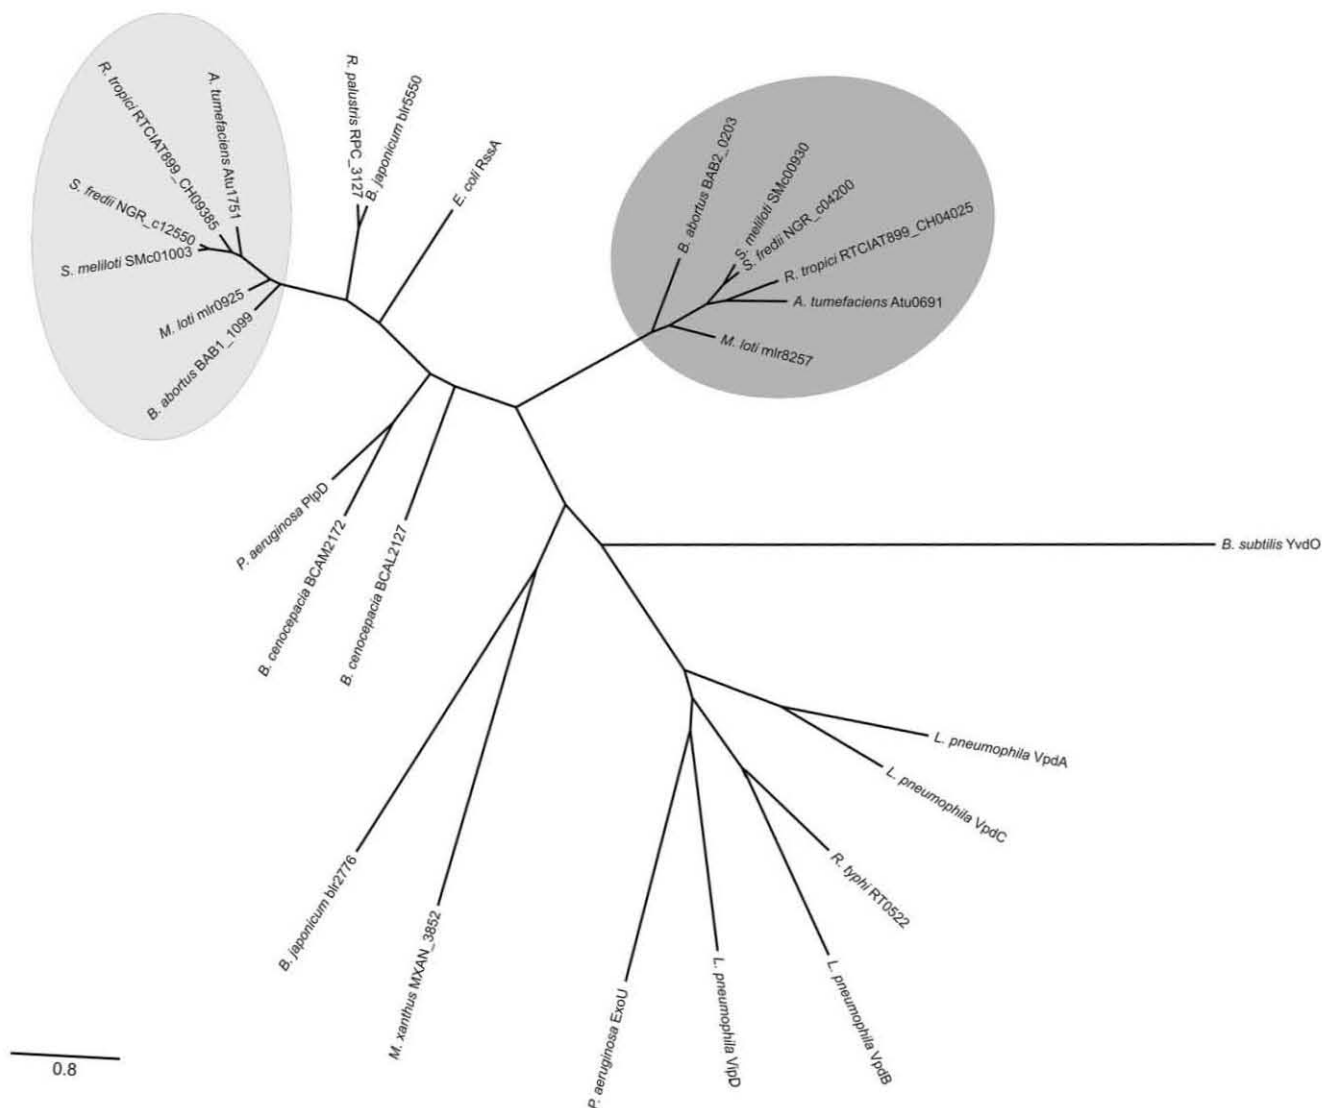 R. tropici RTCIAT899_CH09385
A. tumefaciens Atu1751
S. fredii NGR_c12550
S. meliloti SMc01003
M. loti mlr0925
B. abortus BAB1_1099
R. palustris RPC_3127
B. japonicum blr5550
E. coli RssA
B. abortus BAB2_0203
S. meliloti SMc00930
S. fredii NGR_c04200
R. tropici RTCIAT899_CH04025
A. tumefaciens Atu0691
M. loti mlr8257
P. aeruginosa PlpD
B. cenocepacia BCAM2172
B. cenocepacia BCAL2127
B. subtilis YvdO
L. pneumophila VpdA
L. pneumophila VpdC
R. typhi RT0522
L. pneumophila VpdB
L. pneumophila VipD
P. aeruginosa ExoU
M. xanthus MXAN_3852
B. japonicum blr2776
0.8